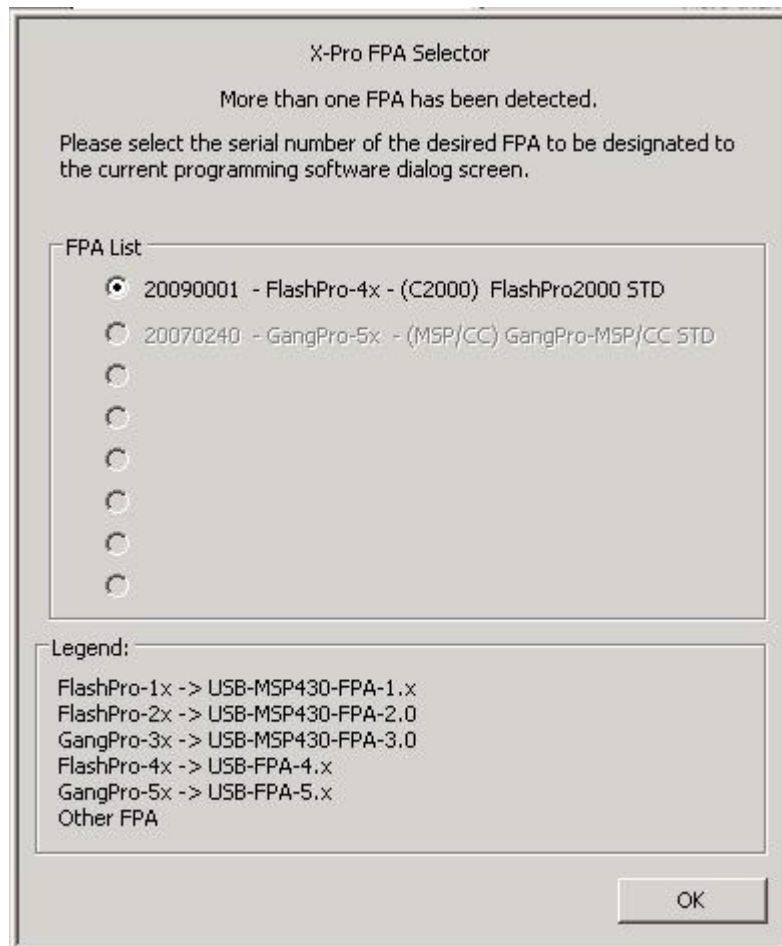 X-Pro FPA Selector
More than one FPA has been detected.
Please select the serial number of the desired FPA to be designated to
the current programming software dialog screen.
FPA List
20090001 - FlashPro-4x - (C2000) FlashPro2000 STD
20070240 - GangPro-5x - (MSP/CC) GangPro-MSP/CC STD
Legend:
FlashPro-1x -> USB-MSP430-FPA-1.x
FlashPro-2x -> USB-MSP430-FPA-2.0
GangPro-3x -> USB-MSP430-FPA-3.0
FlashPro-4x -> USB-FPA-4.x
GangPro-5x -> USB-FPA-5.x
Other FPA
OK